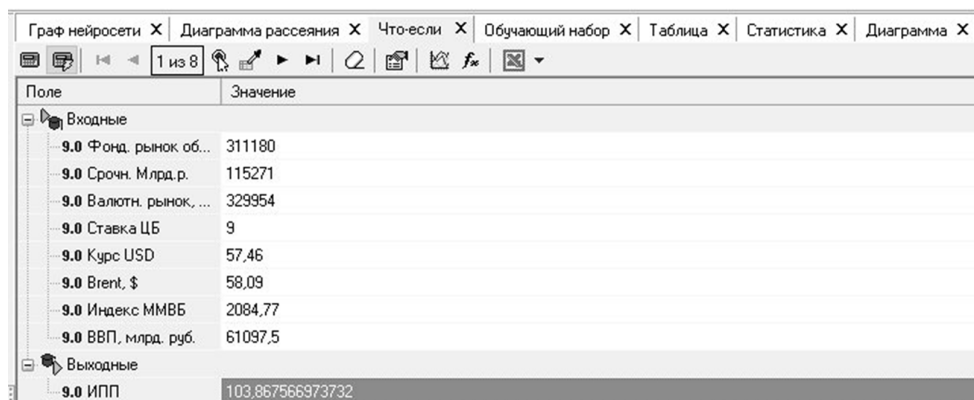 Граф нейросети X Диаграмма рассеяния X Что-если X Обучающий набор X Таблица X Статистика X Диаграмма X
1 из 8 fx
Поле Значение
Входные
9.0 Фонд. рынок об... 311180
9.0 Срочн. Млрд.р. 115271
9.0 Валютн. рынок, ... 329954
9.0 Ставка ЦБ 9
9.0 Курс USD 57,46
9.0 Brent, $ 58,09
9.0 Индекс ММВБ 2084,77
9.0 ВВП, млрд. руб. 61097,5
Выходные
9.0 ИПП 103,867566973732